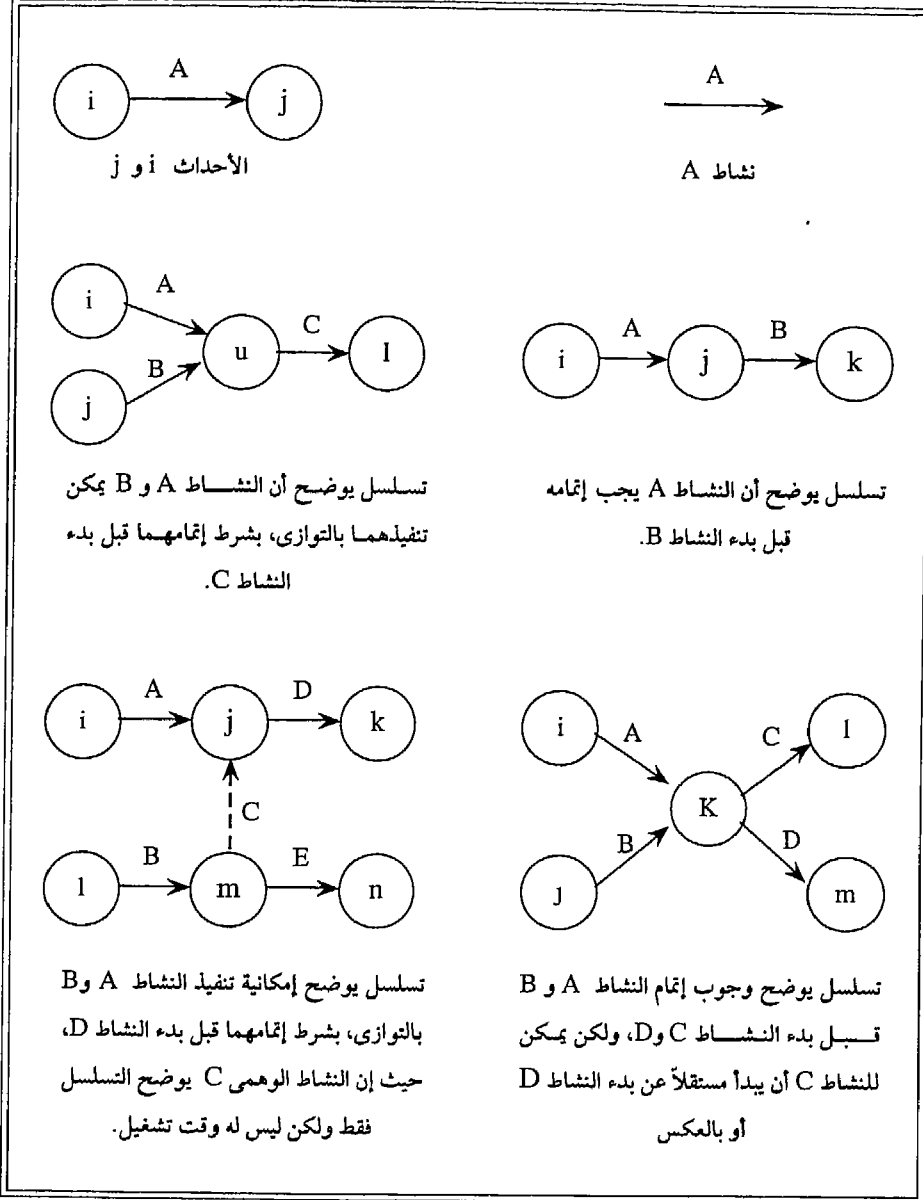 A
نشاط A
A
i j
الأحداث i و j
A B
i j k
تسلسل يوضح أن النشاط A يجب إتمامه
قبل بدء النشاط B.
i A
u C l
j B
تسلسل يوضح أن النشاط A و B يمكن
تنفيذهما بالتوازى، بشرط إتمامهما قبل بدء
النشاط C.
i A C l
K
J B D m
تسلسل يوضح وجوب إتمام النشاط A و B
قبل بدء النشاط C وD، ولكن يمكن
للنشاط C أن يبدأ مستقلاً عن بدء النشاط D
أو بالعكس
A D
i j k
C
B E
l m n
تسلسل يوضح إمكانية تنفيذ النشاط A وB
بالتوازى، بشرط إتمامهما قبل بدء النشاط D،
حيث إن النشاط الوهمى C يوضح التسلسل
فقط ولكن ليس له وقت تشغيل.